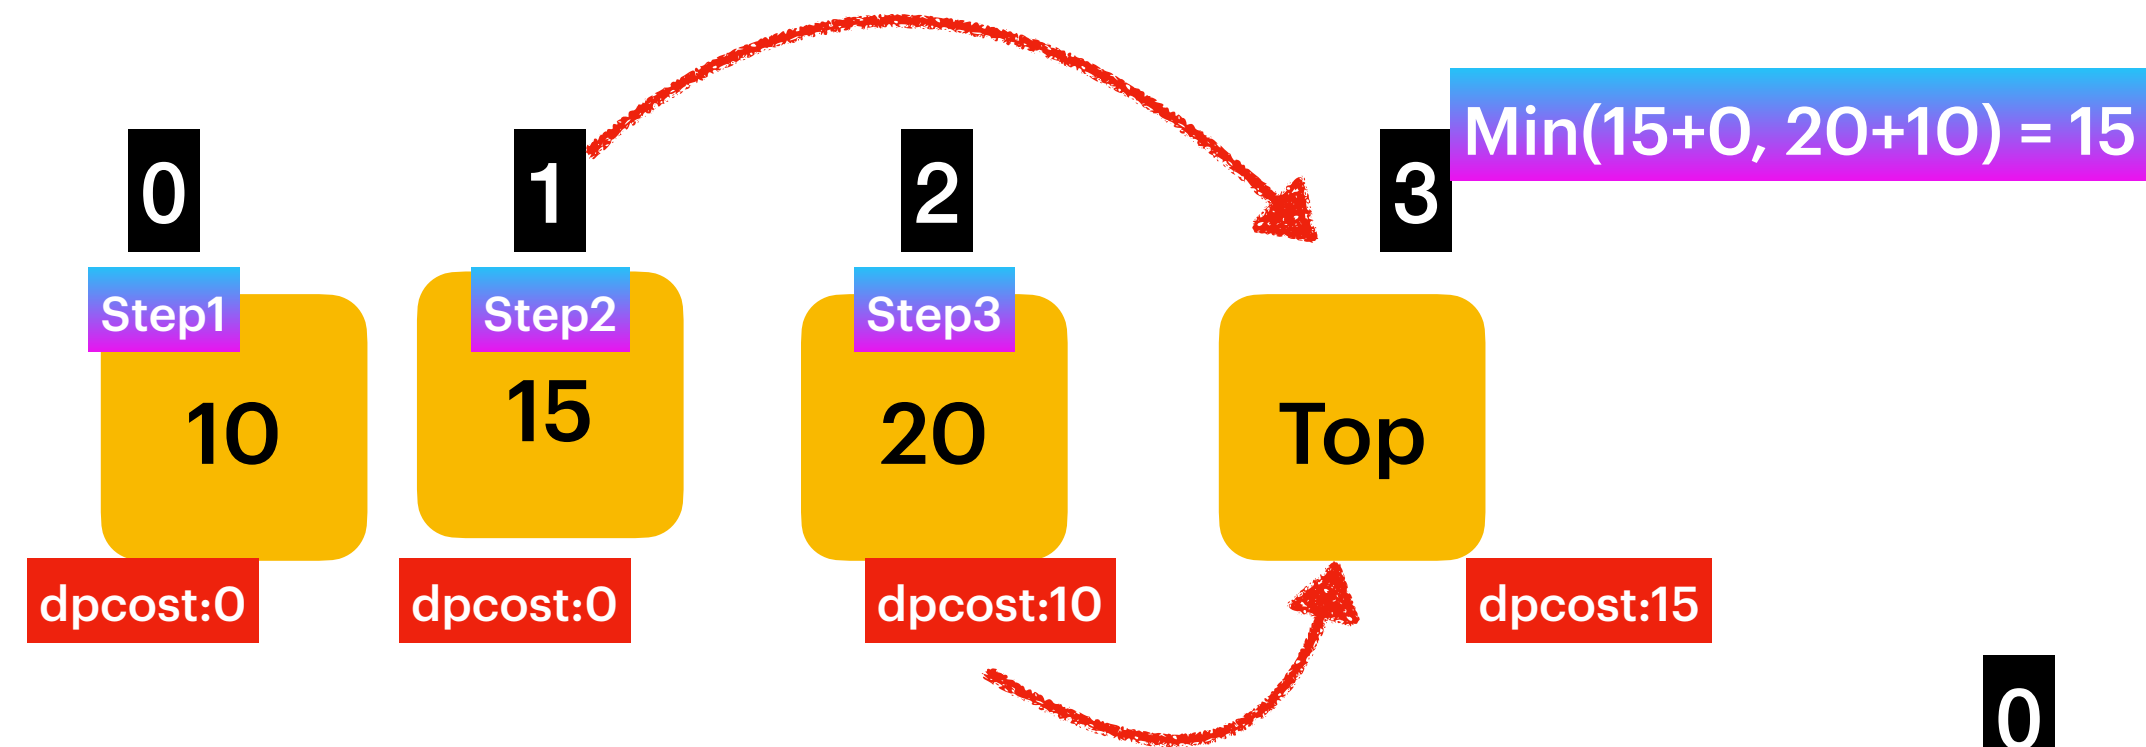 Min(15+0, 20+10) = 15
0
1
2
3
Step1
Step2
Step3
10
15
20
Top
dpcost:0
dpcost:0
dpcost:10
dpcost:15
0